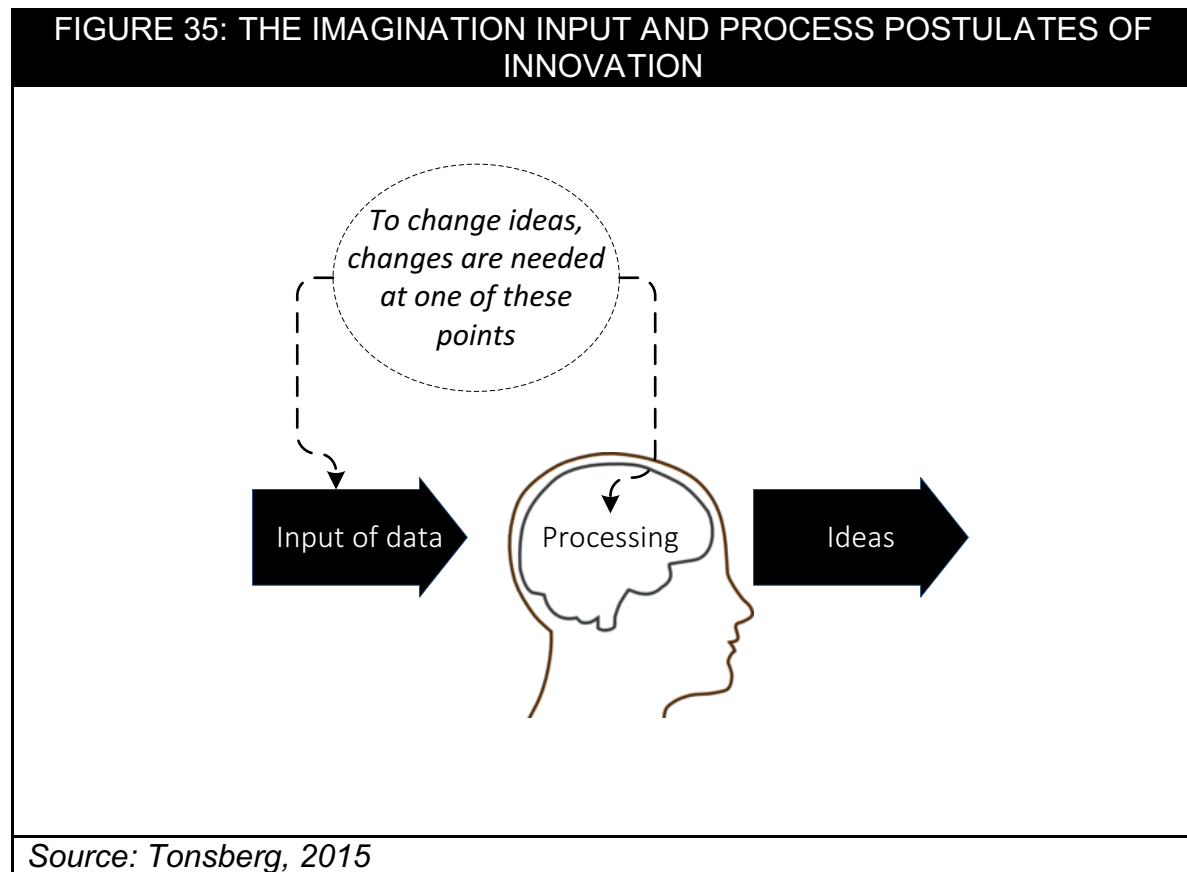 FIGURE 35: THE IMAGINATION INPUT AND PROCESS POSTULATES OF
INNOVATION
To change ideas,
changes are needed
at one of these
points
Input of data
Processing
Ideas
Source: Tonsberg, 2015